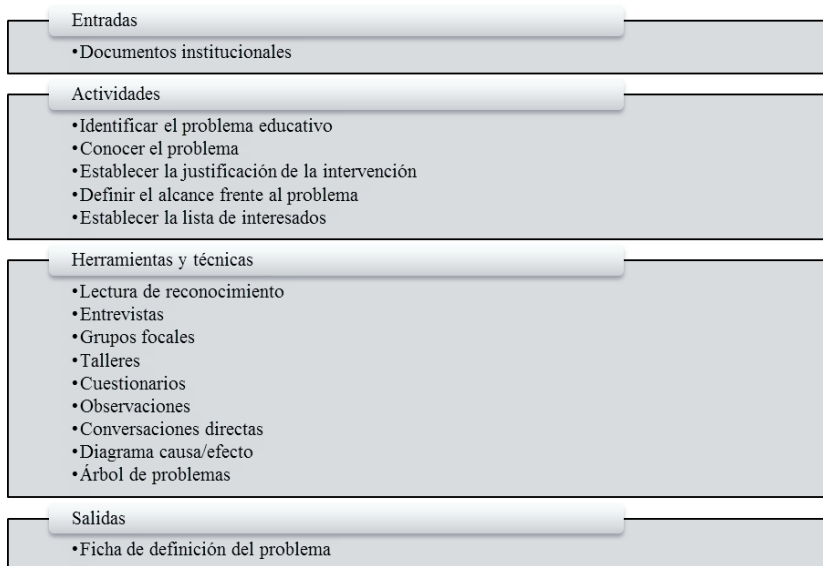 Entradas
•Documentos institucionales
Actividades
•Identificar el problema educativo
•Conocer el problema
•Establecer la justificación de la intervención
•Definir el alcance frente al problema
•Establecer la lista de interesados
Herramientas y técnicas
•Lectura de reconocimiento
•Entrevistas
•Grupos focales
•Talleres
•Cuestionarios
•Observaciones
•Conversaciones directas
•Diagrama causa/efecto
•Árbol de problemas
Salidas
•Ficha de definición del problema